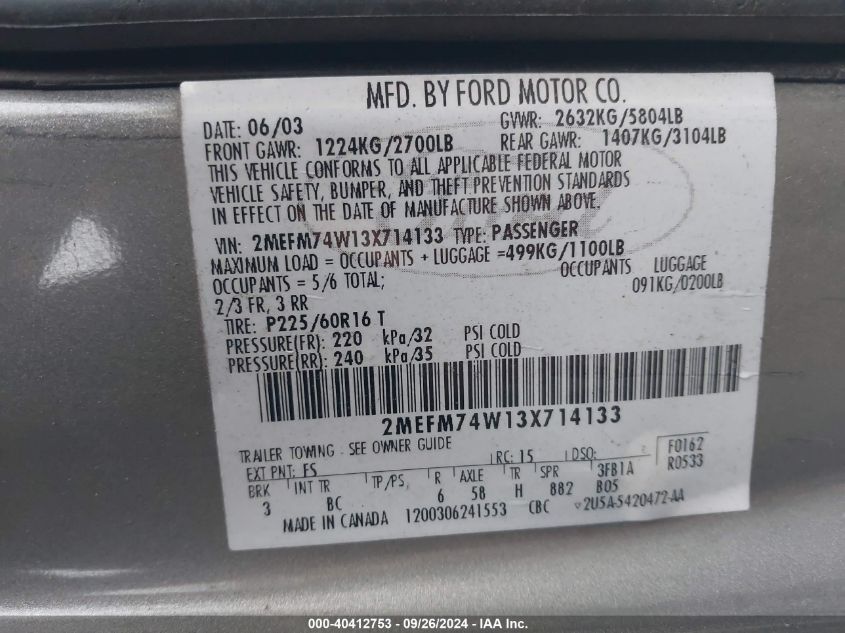 MFD. BY FORD MOTOR CO.
DATE: 06/03 GVWR: 2632KG/5804LB
FRONT GAWR: 1224KG/2700LB REAR GAWR: 1407KG/3104LB
THIS VEHICLE CONFORMS TO ALL APPLICABLE FEDERAL MOTOR
VEHICLE SAFETY, BUMPER, AND THEFT PREVENTION STANDARDS
IN EFFECT ON THE DATE OF MANUFACTURE SHOWN ABOVE.
VIN: 2MEFM74W13X714133 TYPE: PASSENGER
MAXIMUM LOAD = OCCUPANTS + LUGGAGE =499KG/1100LB
OCCUPANTS = 5/6 TOTAL; OCCUPANTS LUGGAGE
2/3 FR, 3 RR 091KG/0200LB
TIRE: P225/60R16 T
PRESSURE(FR): 220 kPa/32 PSI COLD
PRESSURE(RR): 240 kPa/35 PSI COLD
2MEFM74W13X714133
TRAILER TOWING - SEE OWNER GUIDE
EXT PNT: FS RC: 15 DSO: F0162
BRK INT TR TP/PS R AXLE TR SPR 3FB1A R0533
3 BC 6 58 H 882 B05
MADE IN CANADA 1200306241553 CBC ▿2U5A-5420472-AA
000-40412753 - 09/26/2024 - IAA Inc.